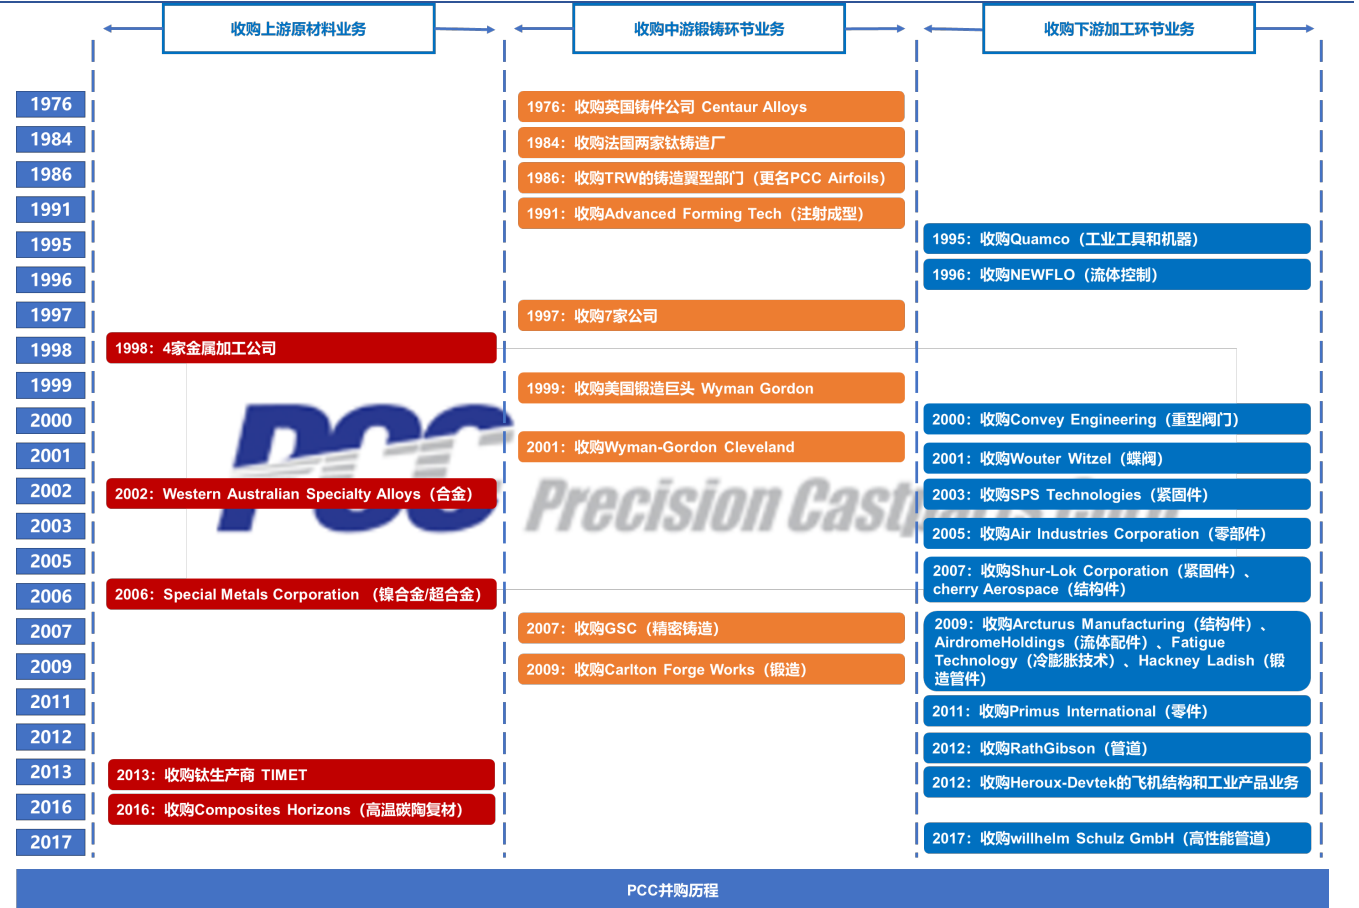 收购上游原材料业务
收购中游锻铸环节业务
收购下游加工环节业务
1976
1984
1986
1991
1995
1996
1997
1998
1999
2000
2001
2002
2003
2005
2006
2007
2009
2011
2012
2013
2016
2017
1998：4家金属加工公司
2002：Western Australian Specialty Alloys（合金）
2006：Special Metals Corporation （镍合金/超合金）
2013：收购钛生产商 TIMET
2016：收购Composites Horizons（高温碳陶复材）
1976：收购英国铸件公司 Centaur Alloys
1984：收购法国两家钛铸造厂
1986：收购TRW的铸造翼型部门（更名PCC Airfoils）
1991：收购Advanced Forming Tech（注射成型）
1997：收购7家公司
1999：收购美国锻造巨头 Wyman Gordon
2001：收购Wyman-Gordon Cleveland
2007：收购GSC（精密铸造）
2009：收购Carlton Forge Works（锻造）
1995：收购Quamco（工业工具和机器）
1996：收购NEWFLO（流体控制）
2000：收购Convey Engineering（重型阀门）
2001：收购Wouter Witzel（蝶阀）
2003：收购SPS Technologies（紧固件）
2005：收购Air Industries Corporation（零部件）
2007：收购Shur-Lok Corporation（紧固件）、
cherry Aerospace（结构件）
2009：收购Arcturus Manufacturing（结构件）、
AirdromeHoldings（流体配件）、Fatigue
Technology（冷膨胀技术）、Hackney Ladish（锻
造管件）
2011：收购Primus International（零件）
2012：收购RathGibson（管道）
2012：收购Heroux-Devtek的飞机结构和工业产品业务
2017：收购willhelm Schulz GmbH（高性能管道）
PCC
Precision
PCC并购历程